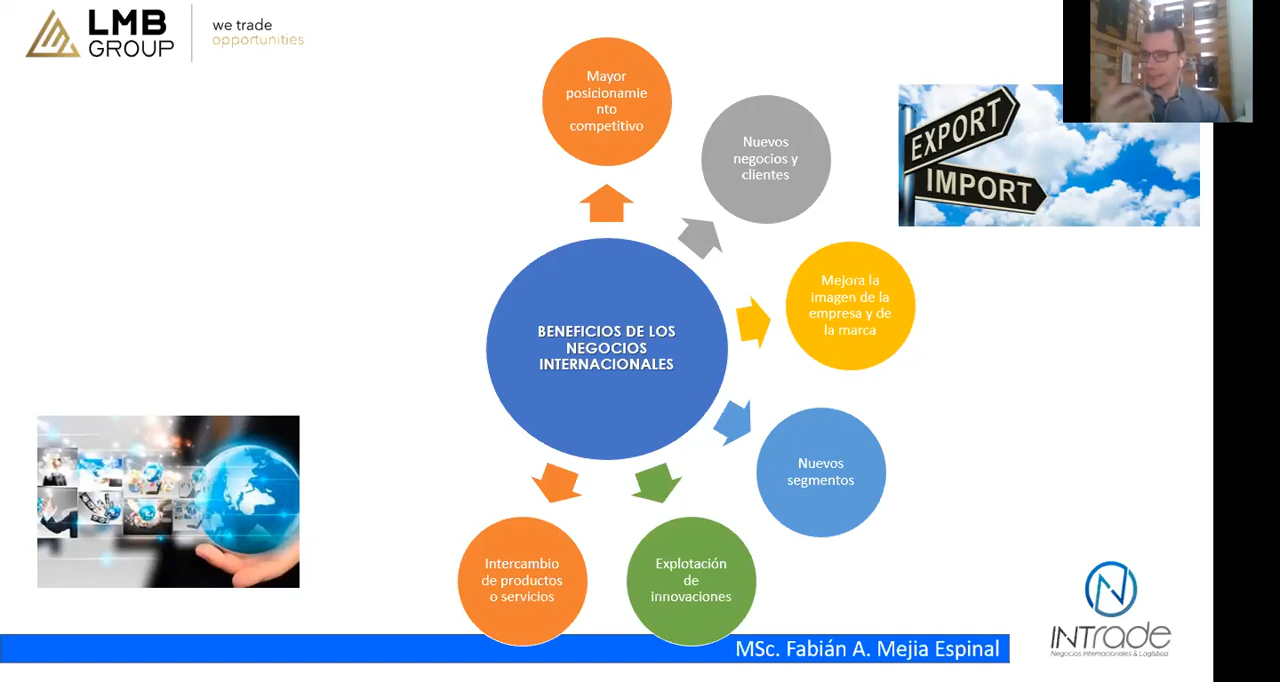 LMB
GROUP
we trade
opportunities
Mayor
posicionamie
nto
competitivo
Nuevos
negocios y
clientes
EXPORT
IMPORT
Mejora la
imagen de la
empresa y de
la marca
BENEFICIOS DE LOS
NEGOCIOS
INTERNACIONALES
Nuevos
segmentos
Intercambio
de productos
o servicios
Explotación
de
innovaciones
INTrade
Negocios Internacionales & Logística
MSc. Fabián A. Mejia Espinal